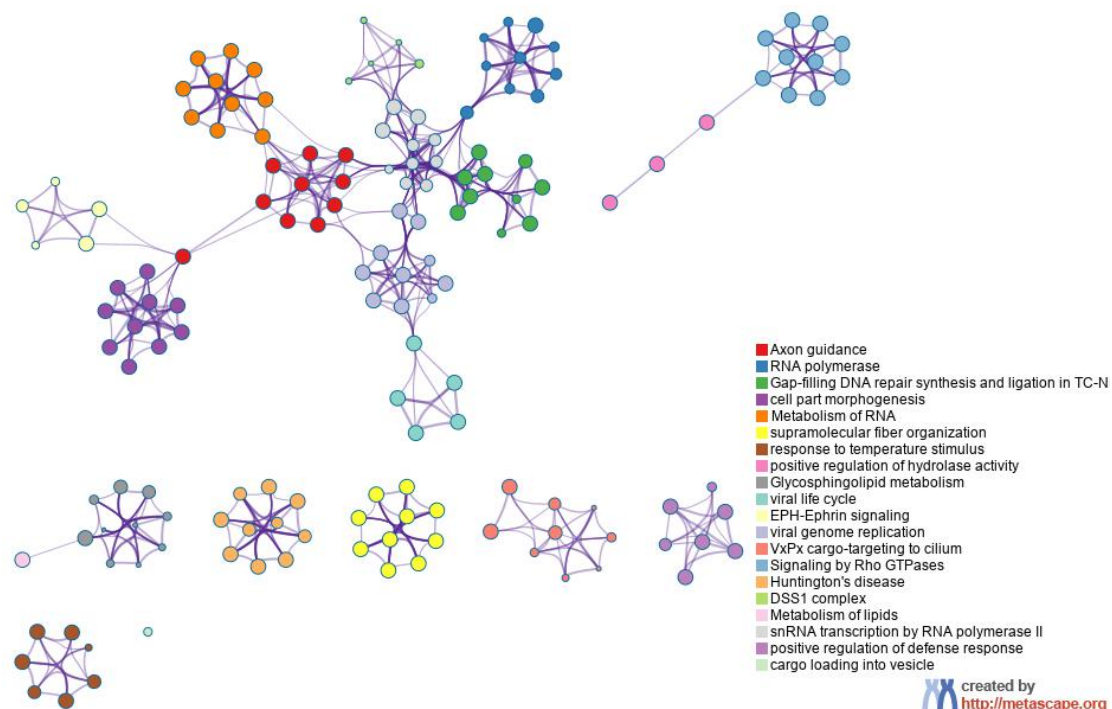 Axon guidance
RNA polymerase
Gap-filling DNA repair synthesis and ligation in TC-N
cell part morphogenesis
Metabolism of RNA
supramolecular fiber organization
response to temperature stimulus
positive regulation of hydrolase activity
Glycosphingolipid metabolism
viral life cycle
EPH-Ephrin signaling
viral genome replication
VxPx cargo-targeting to cilium
Signaling by Rho GTPases
Huntington's disease
DSS1 complex
Metabolism of lipids
snRNA transcription by RNA polymerase II
positive regulation of defense response
cargo loading into vesicle
created by
http://metascape.org